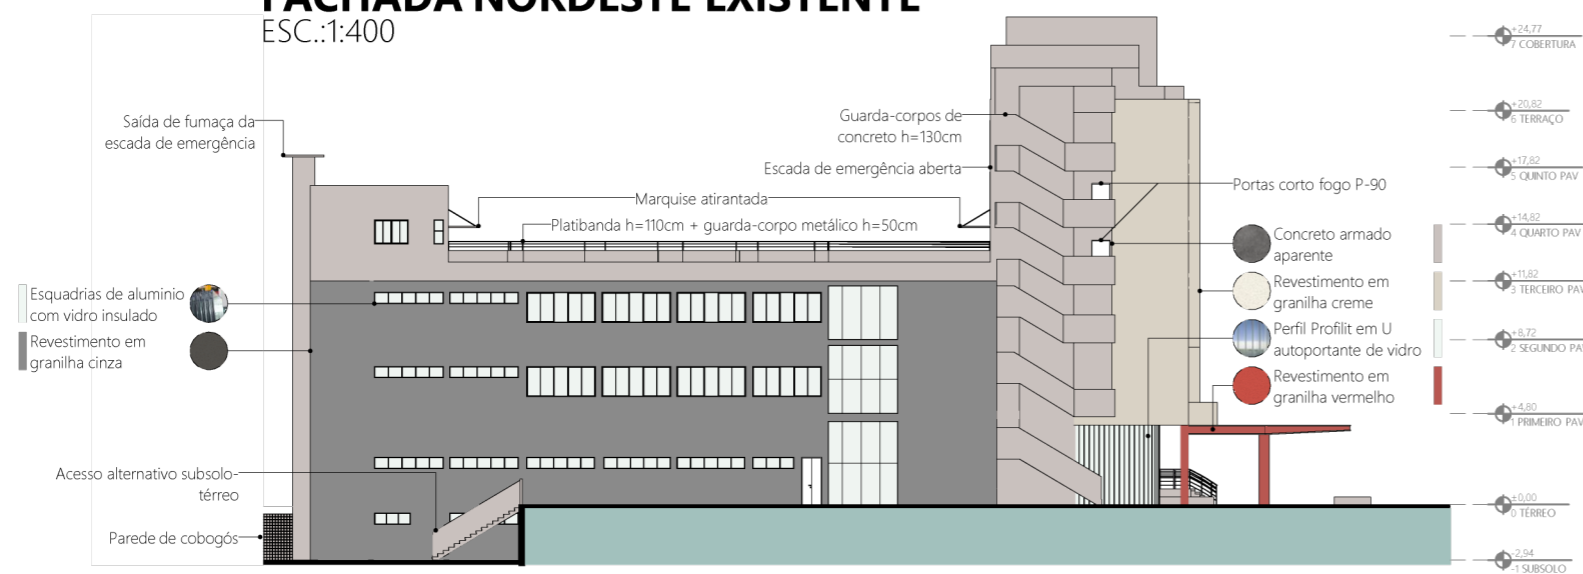 FACHADA NORDESTE EXISTENTE
ESC.:1:400
Saída de fumaça da
escada de emergência
Guarda-corpos de
concreto h=130cm
Escada de emergência aberta
Marquise atirantada
Platibanda h=110cm + guarda-corpo metálico h=50cm
Portas corto fogo P-90
Concreto armado
aparente
Revestimento em
granilha creme
Perfil Profilit em U
autoportante de vidro
Revestimento em
granilha vermelho
Esquadrias de aluminio
com vidro insulado
Revestimento em
granilha cinza
Acesso alternativo subsolo-
térreo
Parede de cobogós
+24,77
7 COBERTURA
+20,82
6 TERRAÇO
+17,82
5 QUINTO PAV
+14,82
4 QUARTO PAV
+11,82
3 TERCEIRO PAV
+8,72
2 SEGUNDO PAV
+4,80
1 PRIMEIRO PAV
±0,00
0 TÉRREO
-2,94
-1 SUBSOLO